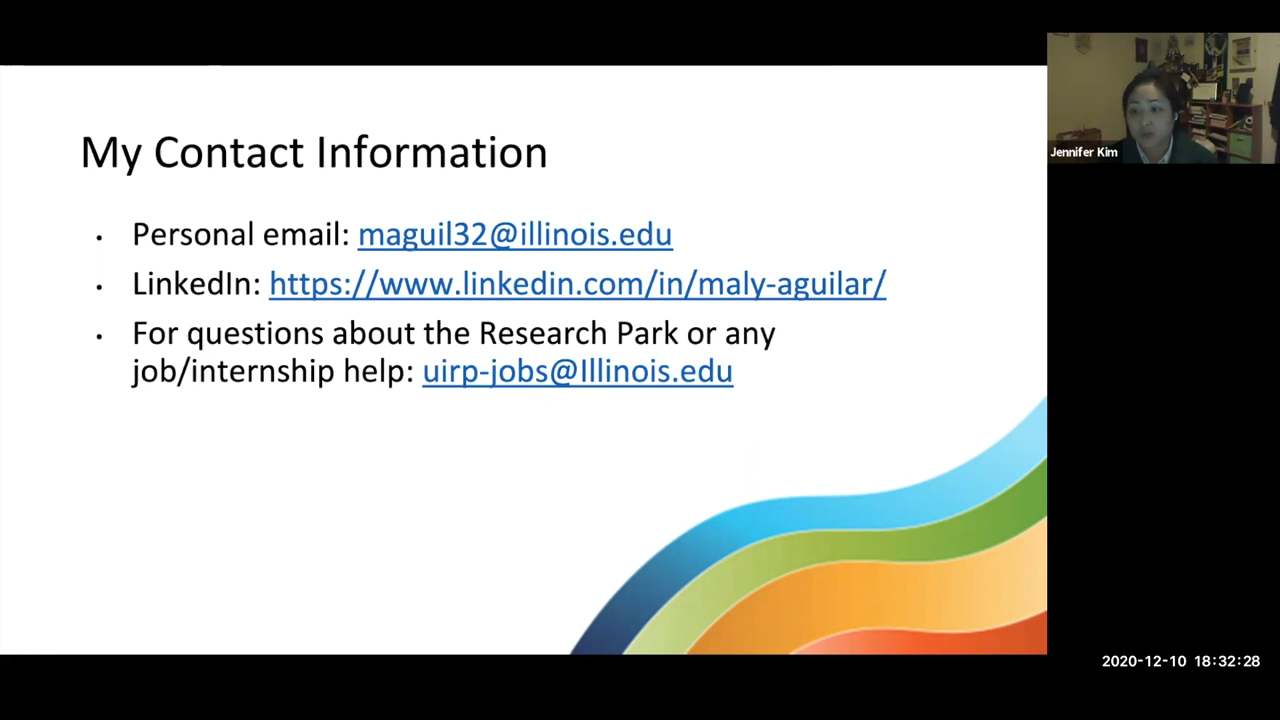 My Contact Information
• Personal email: maguil32@illinois.edu
• LinkedIn: https://www.linkedin.com/in/maly-aguilar/
• For questions about the Research Park or any
job/internship help: uirp-jobs@Illinois.edu
Jennifer Kim
2020-12-10 18:32:28